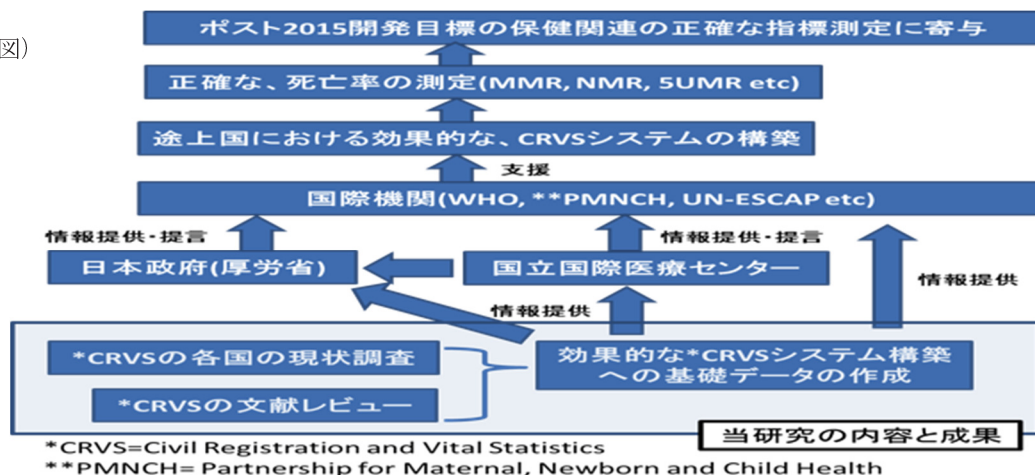 ポスト2015開発目標の保健関連の正確な指標測定に寄与
図)
正確な、死亡率の測定(MMR, NMR, 5UMR etc)
途上国における効果的な、CRVSシステムの構築
支援
国際機関(WHO, **PMNCH, UN-ESCAP etc)
情報提供・提言
情報提供・提言
日本政府(厚労省)
国立国際医療センター
情報提供
情報提供
*CRVSの各国の現状調査
効果的な*CRVSシステム構築
への基礎データの作成
*CRVSの文献レビュー
当研究の内容と成果
*CRVS=Civil Registration and Vital Statistics
**PMNCH= Partnership for Maternal, Newborn and Child Health